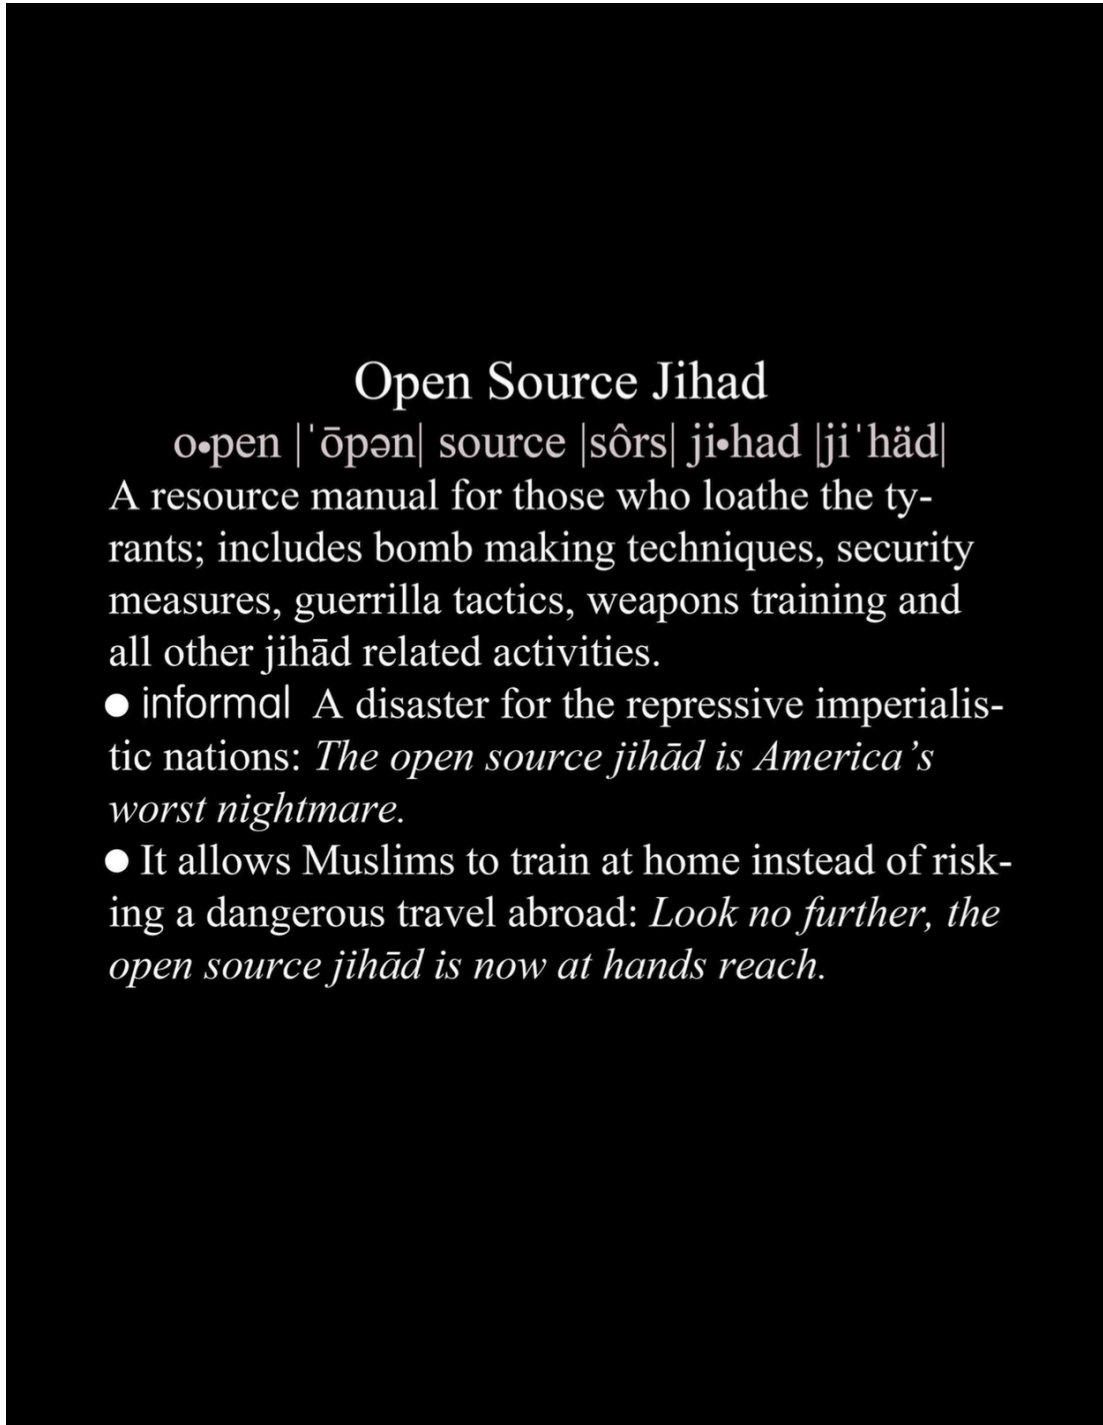 Open Source Jihad
o•pen |ˈōpən| source |sôrs| ji•had |jiˈhäd|
A resource manual for those who loathe the ty-
rants; includes bomb making techniques, security
measures, guerrilla tactics, weapons training and
all other jihād related activities.
● informal A disaster for the repressive imperialis-
tic nations: The open source jihād is America’s
worst nightmare.
● It allows Muslims to train at home instead of risk-
ing a dangerous travel abroad: Look no further, the
open source jihād is now at hands reach.